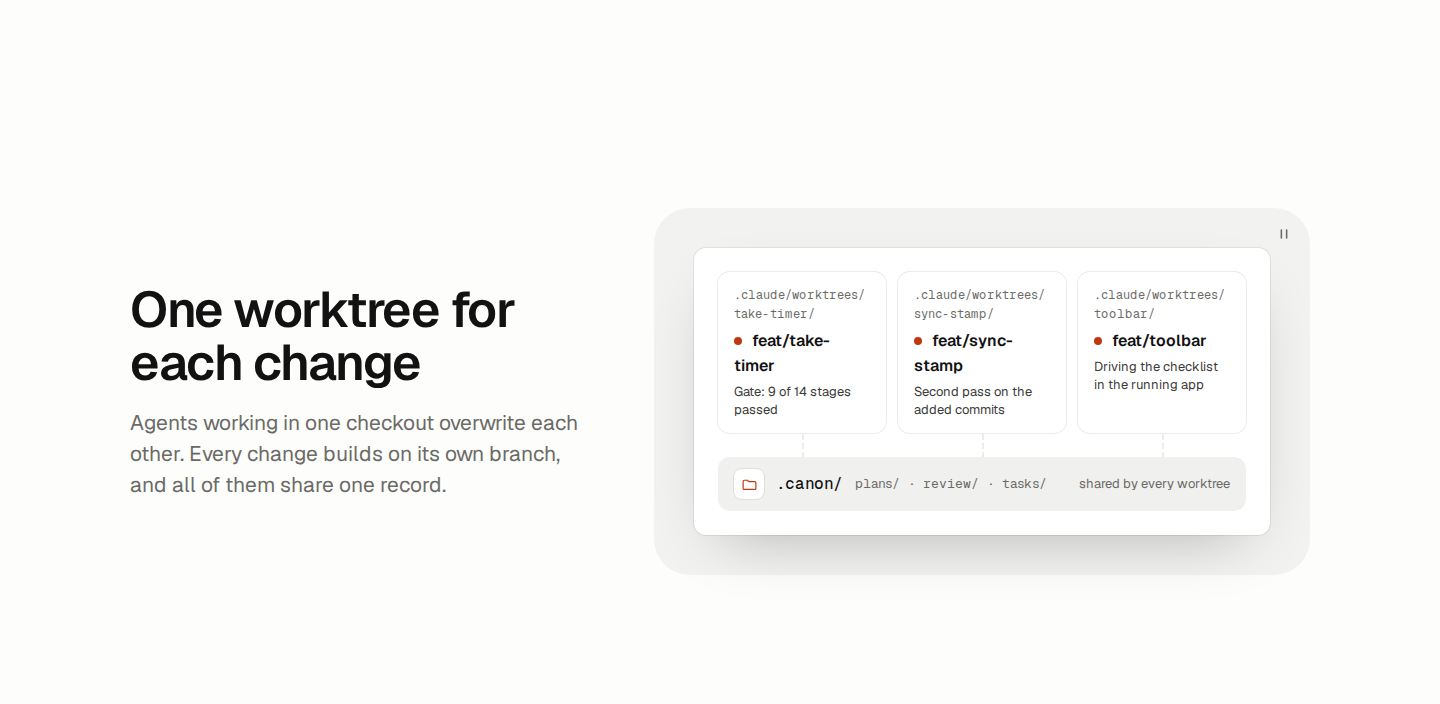 One worktree for
each change
Agents working in one checkout overwrite each
other. Every change builds on its own branch,
and all of them share one record.
.claude/worktrees/
take-timer/
feat/take-
timer
Gate: 9 of 14 stages
passed
.claude/worktrees/
sync-stamp/
feat/sync-
stamp
Second pass on the
added commits
.claude/worktrees/
toolbar/
feat/toolbar
Driving the checklist
in the running app
.canon/ plans/ · review/ · tasks/ shared by every worktree